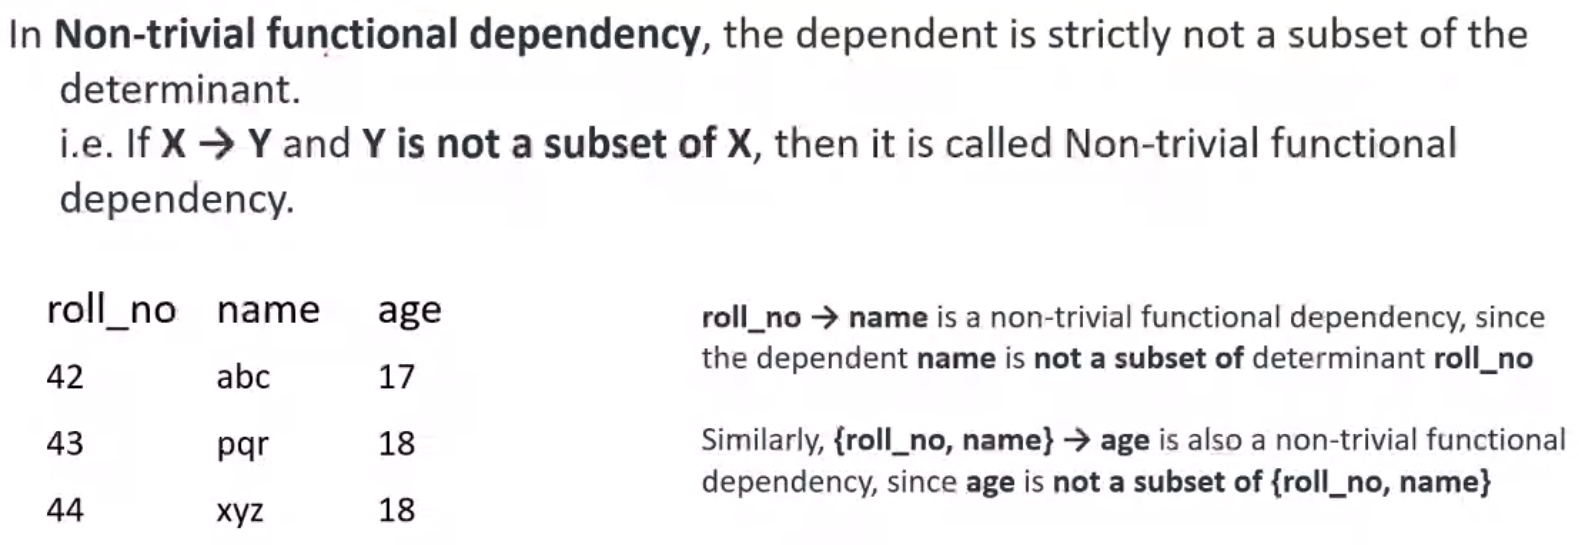 In Non-trivial functional dependency, the dependent is strictly not a subset of the
determinant.
i.e. If X → Y and Y is not a subset of X, then it is called Non-trivial functional
dependency.
roll_no name age
42 abc 17
43 pqr 18
44 xyz 18
roll_no → name is a non-trivial functional dependency, since
the dependent name is not a subset of determinant roll_no
Similarly, {roll_no, name} → age is also a non-trivial functional
dependency, since age is not a subset of {roll_no, name}